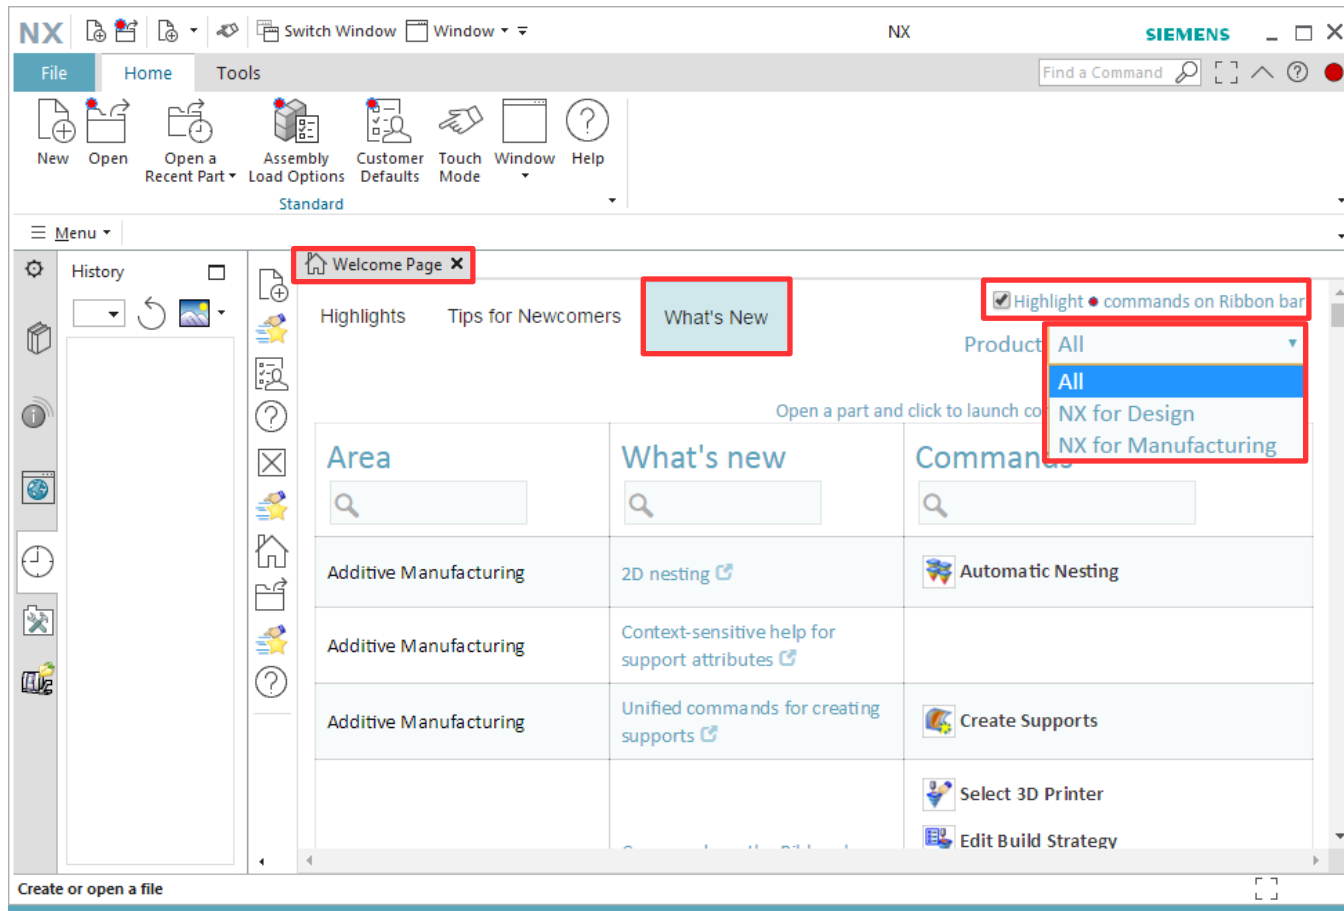 NX Switch Window Window NX SIEMENS
File Home Tools Find a Command
New Open Open a Recent Part Assembly Load Options Customer Defaults Touch Mode Window Help
Standard
Menu
History
Welcome Page
Highlights Tips for Newcomers What's New
Highlight commands on Ribbon bar
Product All
All
NX for Design
NX for Manufacturing
Open a part and click to launch
Area What's new Commands
Additive Manufacturing 2D nesting Automatic Nesting
Additive Manufacturing Context-sensitive help for
support attributes
Additive Manufacturing Unified commands for creating
supports Create Supports
Select 3D Printer
Edit Build Strategy
Create or open a file